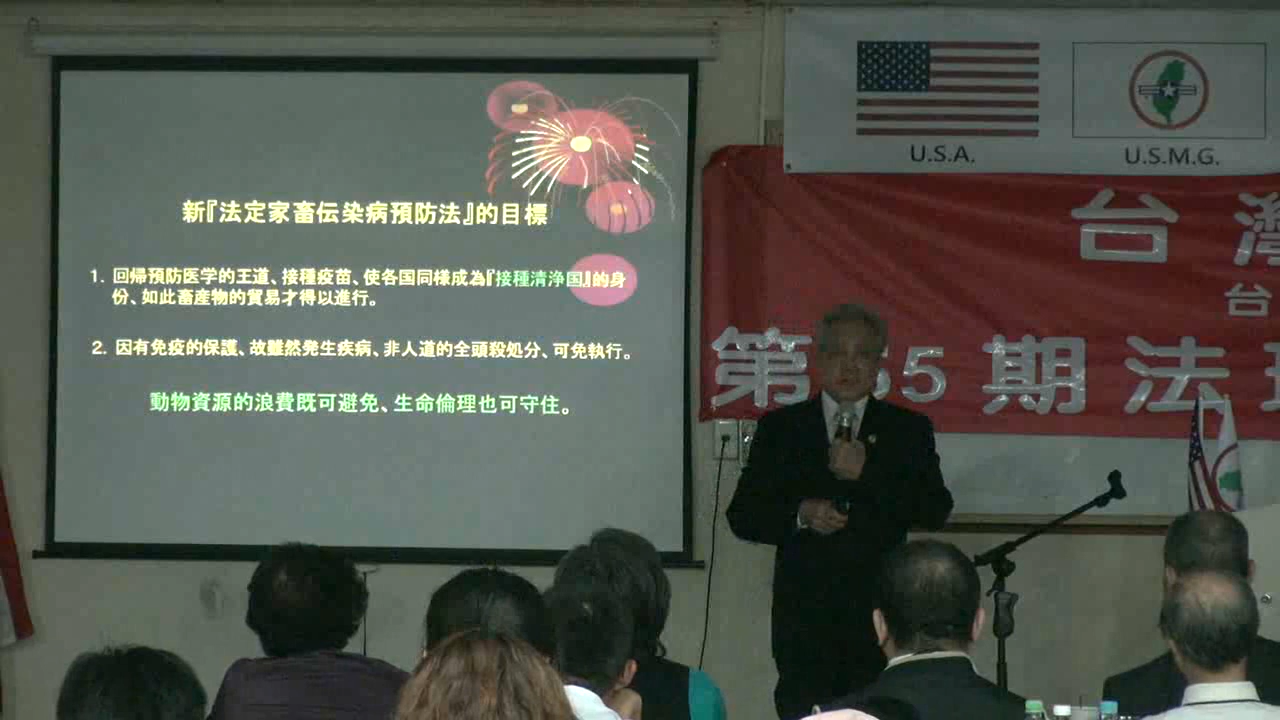 新『法定家畜伝染病預防法』的目標
1. 回帰預防医学的王道、接種疫苗、使各国同様成為『接種清浄国』的身
份、如此畜産物的貿易才得以進行。
2. 因有免疫的保護、故雖然発生疾病、非人道的全頭殺処分、可免執行。
動物資源的浪費既可避免、生命倫理也可守住。
U.S.A.
U.S.M.G.
台灣
台
第 55 期 法